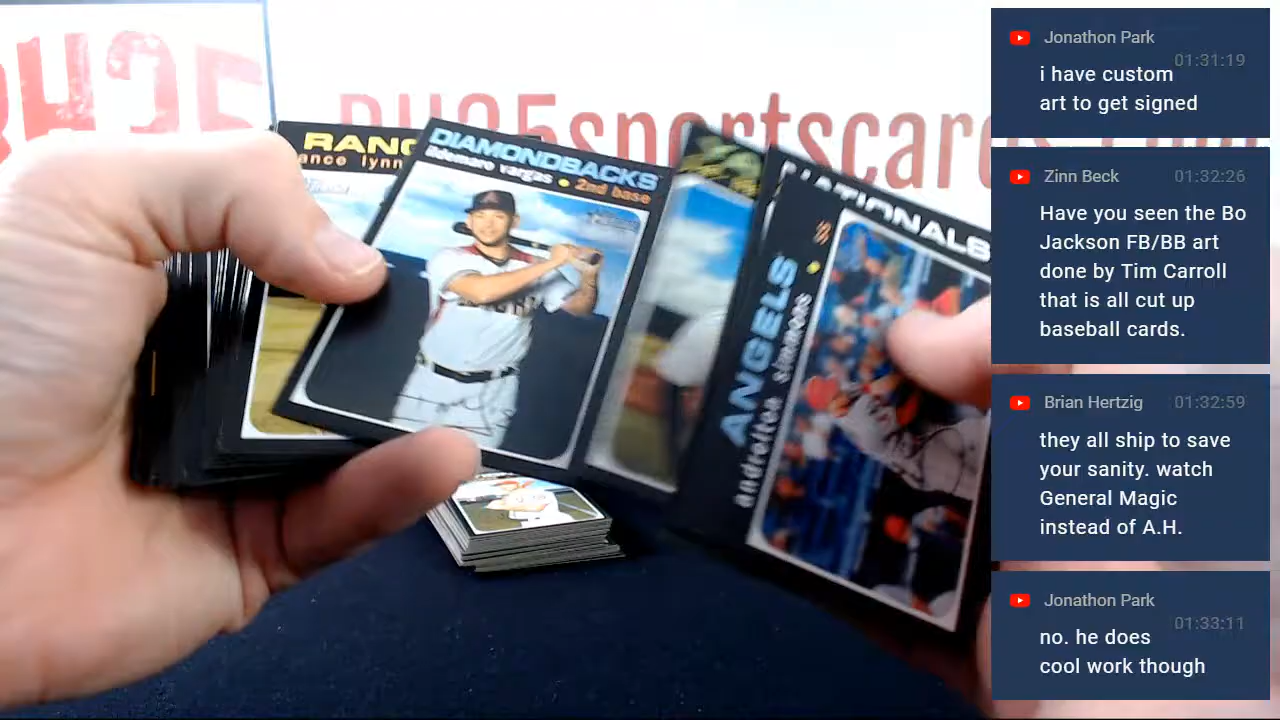 RH35sportscards.com
RANG
ance lynn
DIAMONDBACKS
ildemaro vargas • 2nd base
Heritage
NATIONALS
ANGELS
andrelton simmons
ss
Jonathon Park
01:31:19
i have custom
art to get signed
Zinn Beck
01:32:26
Have you seen the Bo
Jackson FB/BB art
done by Tim Carroll
that is all cut up
baseball cards.
Brian Hertzig
01:32:59
they all ship to save
your sanity. watch
General Magic
instead of A.H.
Jonathon Park
01:33:11
no. he does
cool work though